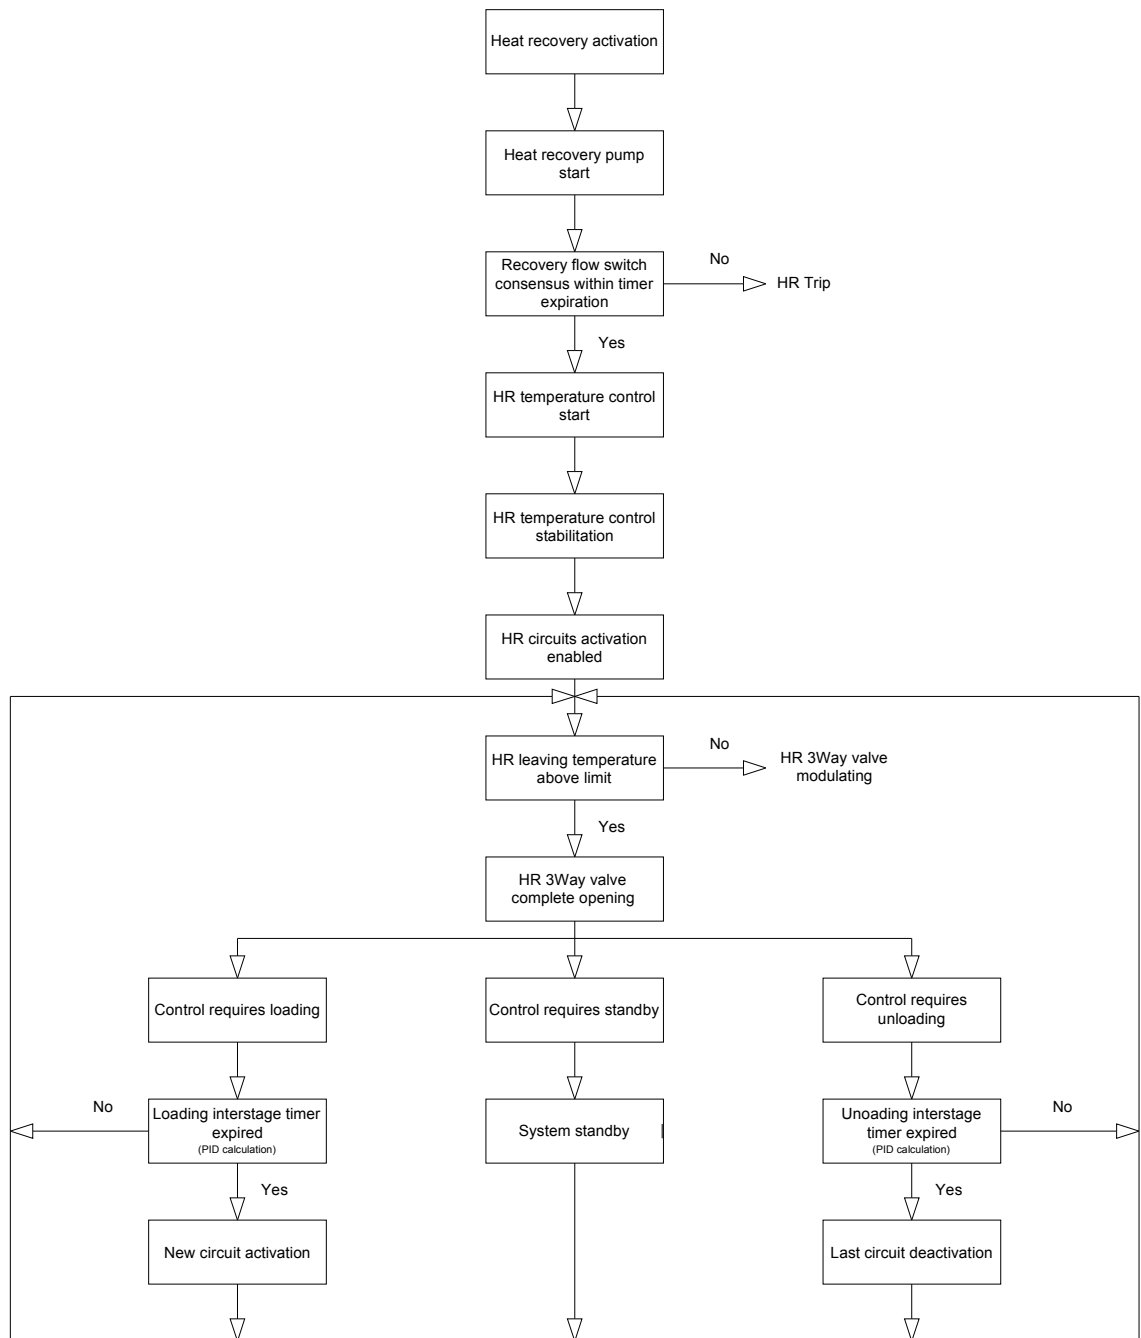 Heat recovery activation
Heat recovery pump
start
Recovery flow switch
consensus within timer
expiration
No
HR Trip
Yes
HR temperature control
start
HR temperature control
stabilitation
HR circuits activation
enabled
HR leaving temperature
above limit
No
HR 3Way valve
modulating
Yes
HR 3Way valve
complete opening
Control requires loading
Control requires standby
Control requires
unloading
No
Loading interstage timer
expired
(PID calculation)
System standby
Unoading interstage
timer expired
(PID calculation)
No
Yes
Yes
New circuit activation
Last circuit deactivation